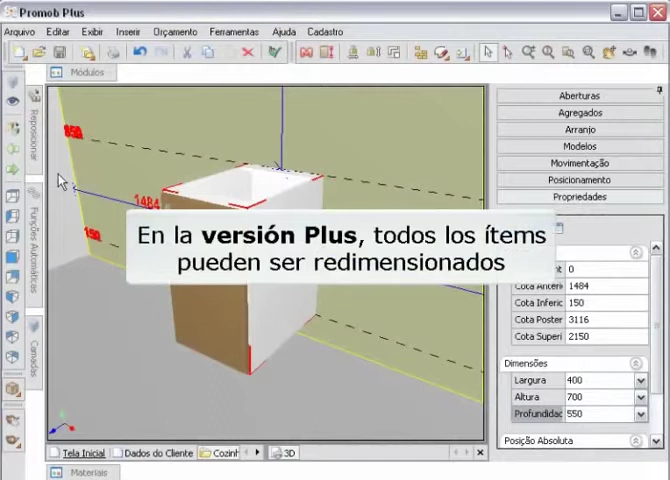 Promob Plus
Arquivo Editar Exibir Inserir Orçamento Ferramentas Ajuda Cadastro
Módulos
Reposicionar
Funções Automáticas
Camadas
850
1484
150
En la versión Plus, todos los ítems
pueden ser redimensionados
Aberturas
Agregados
Arranjo
Modelos
Movimentação
Posicionamento
Propriedades
0
Cota Anterio 1484
Cota Inferic 150
Cota Poster 3116
Cota Superi 2150
Dimensões
Largura 400
Altura 700
Profundidac 550
Posição Absoluta
Tela Inicial Dados do Cliente Cozinh 3D
Materiais